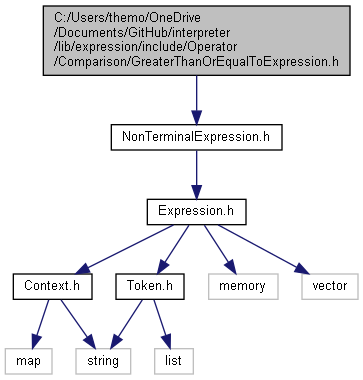 C:/Users/themo/OneDrive
/Documents/GitHub/interpreter
/lib/expression/include/Operator
/Comparison/GreaterThanOrEqualToExpression.h
NonTerminalExpression.h
Expression.h
Context.h
Token.h
memory
vector
map
string
list